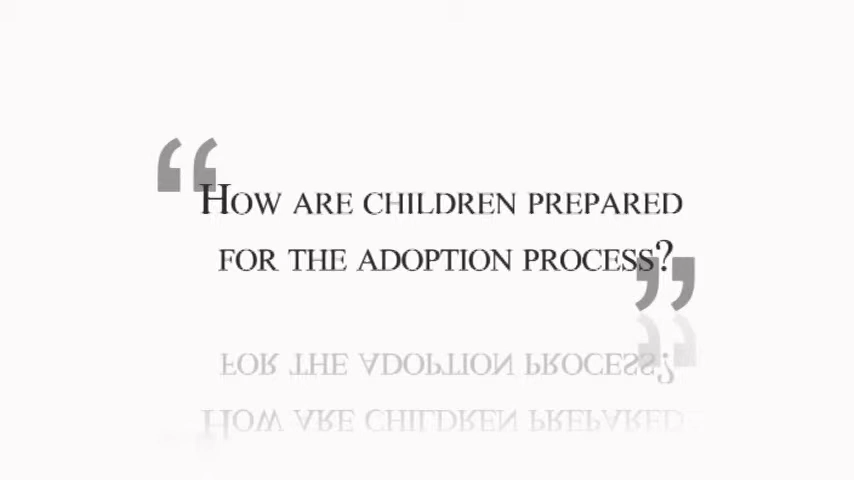 “How are children prepared
for the adoption process?”